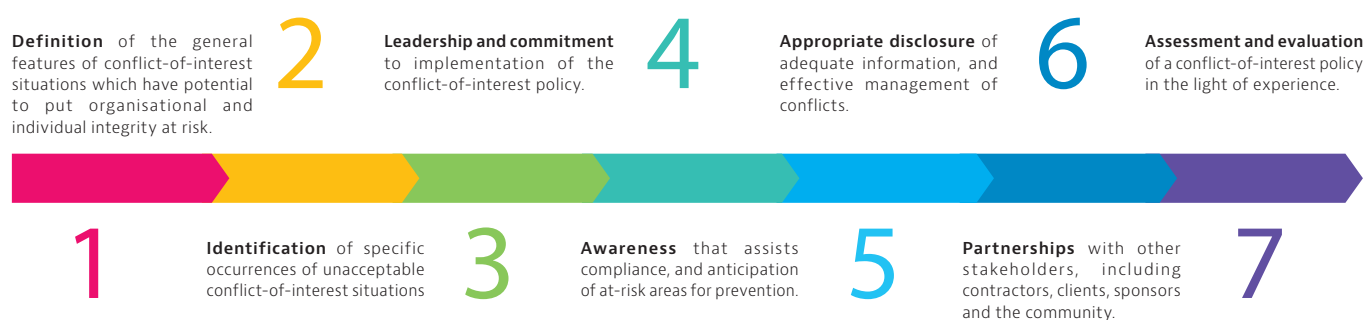 1
Definition of the general
features of conflict-of-interest
situations which have potential
to put organisational and
individual integrity at risk.
2
Identification of specific
occurrences of unacceptable
conflict-of-interest situations
3
Leadership and commitment
to implementation of the
conflict-of-interest policy.
4
Awareness that assists
compliance, and anticipation
of at-risk areas for prevention.
5
Appropriate disclosure of
adequate information, and
effective management of
conflicts.
6
Partnerships with other
stakeholders, including
contractors, clients, sponsors
and the community.
7
Assessment and evaluation
of a conflict-of-interest policy
in the light of experience.